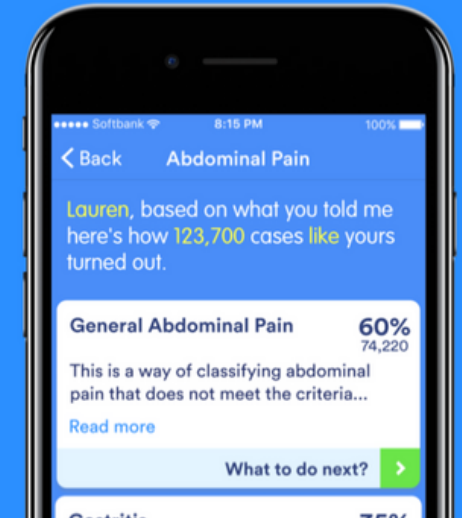 Softbank 8:15 PM 100%
Back Abdominal Pain
Lauren, based on what you told me
here's how 123,700 cases like yours
turned out.
General Abdominal Pain 60%
74,220
This is a way of classifying abdominal
pain that does not meet the criteria...
Read more
What to do next?
Gastritis